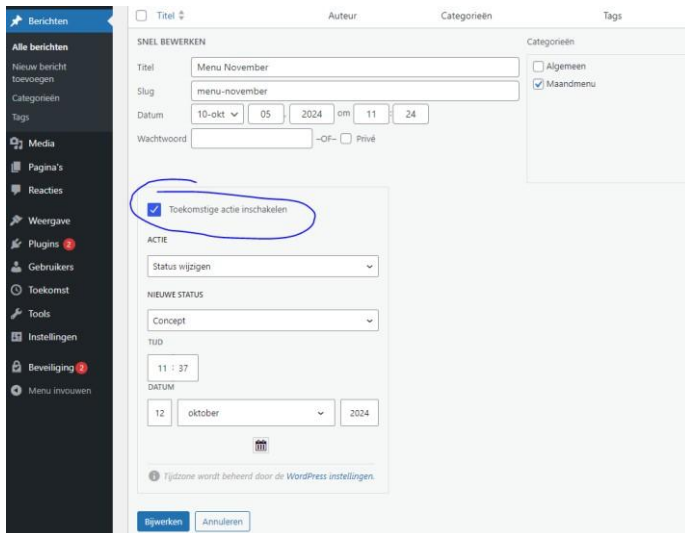 Berichten
Alle berichten
Nieuw bericht
toevoegen
Categorieën
Tags
Media
Pagina's
Reacties
Weergave
Plugins 2
Gebruikers
Toekomst
Tools
Instellingen
Beveiliging 2
Menu invouwen
Titel Auteur Categorieën Tags
SNEL BEWERKEN
Titel Menu November
Slug menu-november
Datum 10-okt 05 , 2024 om 11 : 24
Wachtwoord –OF– Privé
Categorieën
Algemeen
Maandmenu
Toekomstige actie inschakelen
ACTIE
Status wijzigen
NIEUWE STATUS
Concept
TIJD
11 : 37
DATUM
12 oktober 2024
Tijdzone wordt beheerd door de WordPress instellingen.
Bijwerken Annuleren